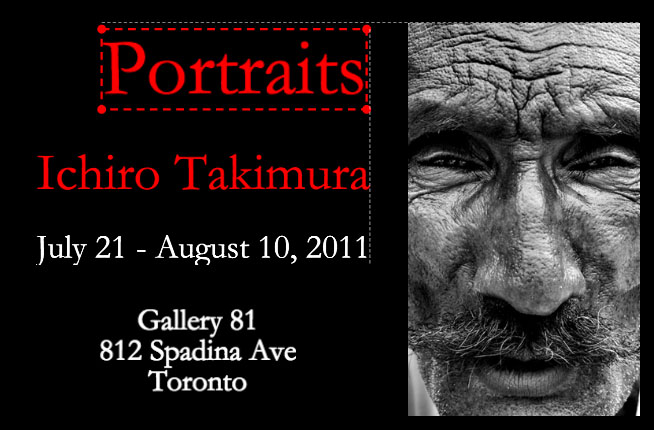 Portraits
Ichiro Takimura
July 21 - August 10, 2011
Gallery 81
812 Spadina Ave
Toronto